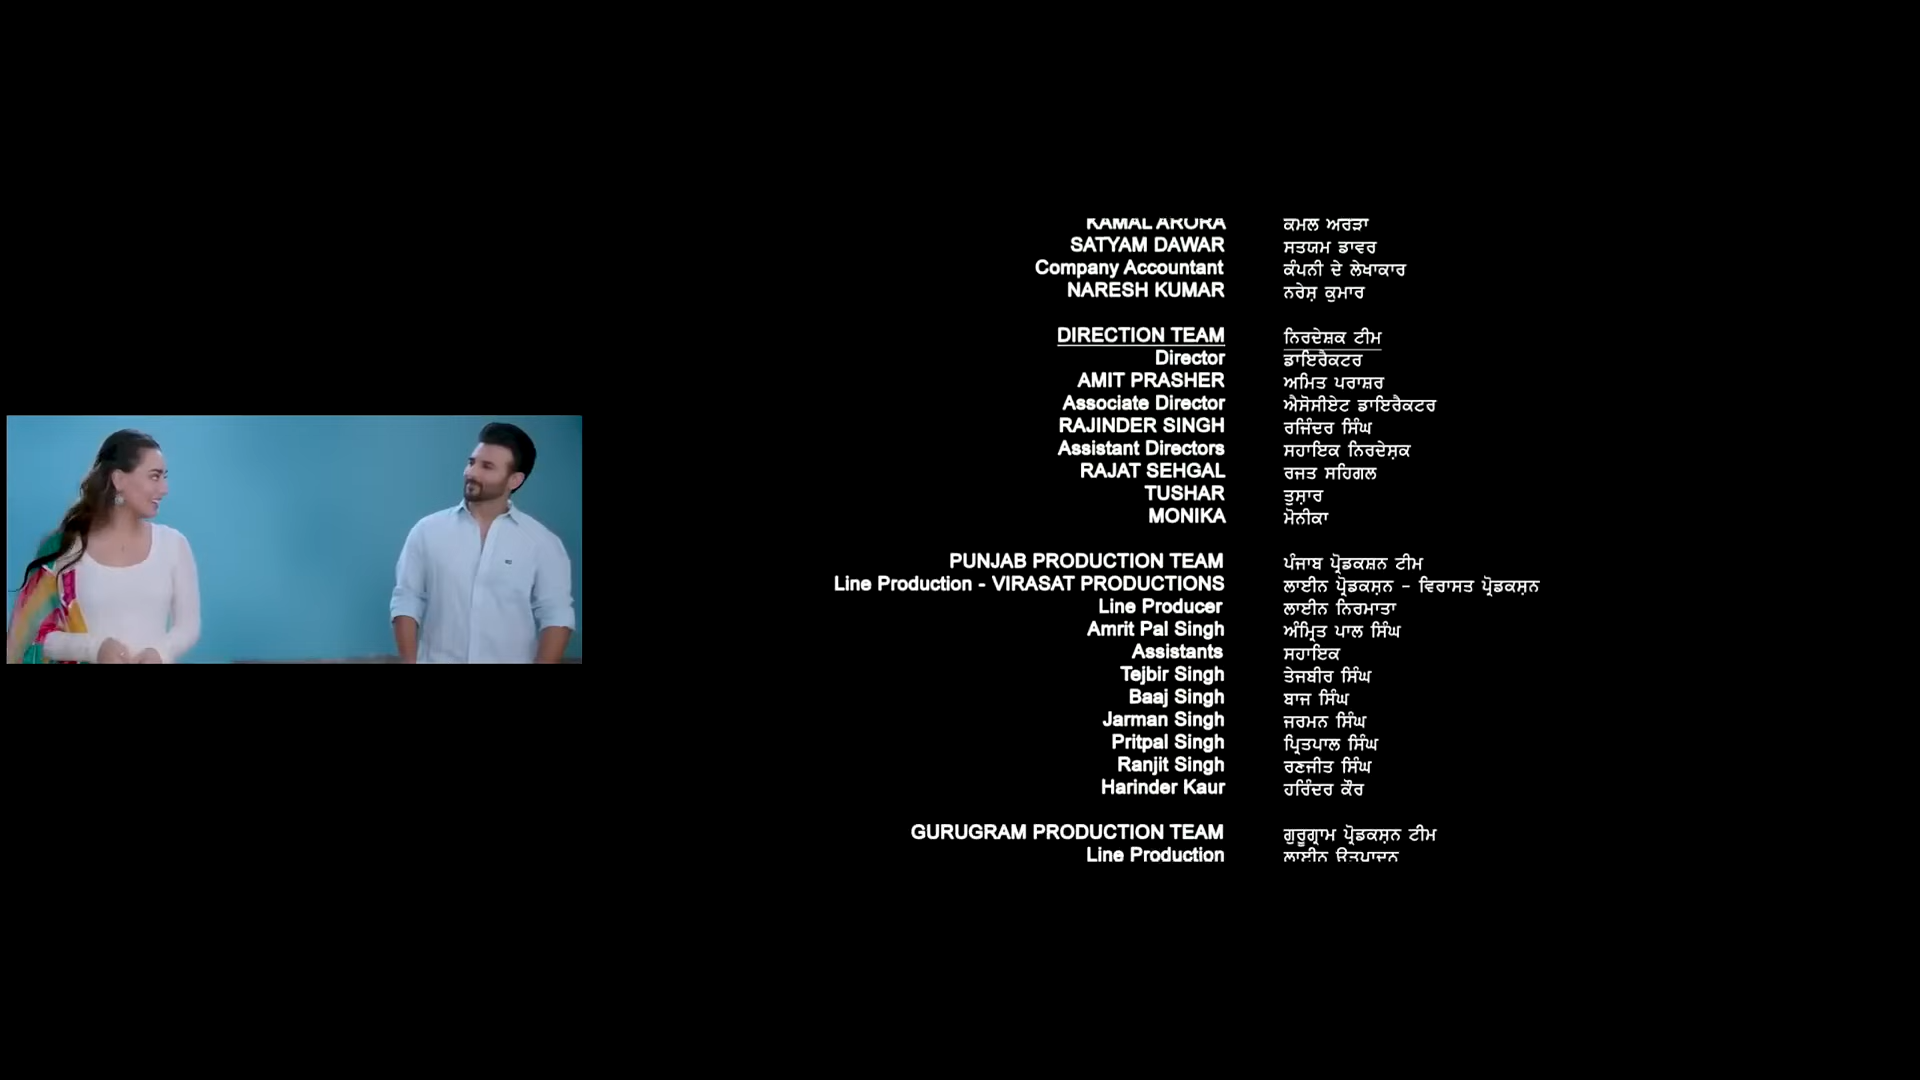 KAMAL ARORA ਕਮਲ ਅਰੜਾ
SATYAM DAWAR ਸਤਯਮ ਡਾਵਰ
Company Accountant ਕੰਪਨੀ ਦੇ ਲੇਖਾਕਾਰ
NARESH KUMAR ਨਰੇਸ਼ ਕੁਮਾਰ
DIRECTION TEAM ਨਿਰਦੇਸ਼ਕ ਟੀਮ
Director ਡਾਇਰੈਕਟਰ
AMIT PRASHER ਅਮਿਤ ਪਰਾਸ਼ਰ
Associate Director ਐਸੋਸੀਏਟ ਡਾਇਰੈਕਟਰ
RAJINDER SINGH ਰਜਿੰਦਰ ਸਿੰਘ
Assistant Directors ਸਹਾਇਕ ਨਿਰਦੇਸ਼ਕ
RAJAT SEHGAL ਰਜਤ ਸਹਿਗਲ
TUSHAR ਤੁਸ਼ਾਰ
MONIKA ਮੋਨੀਕਾ
PUNJAB PRODUCTION TEAM ਪੰਜਾਬ ਪ੍ਰੋਡਕਸ਼ਨ ਟੀਮ
Line Production - VIRASAT PRODUCTIONS ਲਾਈਨ ਪ੍ਰੋਡਕਸ਼ਨ - ਵਿਰਾਸਤ ਪ੍ਰੋਡਕਸ਼ਨ
Line Producer ਲਾਈਨ ਨਿਰਮਾਤਾ
Amrit Pal Singh ਅੰਮ੍ਰਿਤ ਪਾਲ ਸਿੰਘ
Assistants ਸਹਾਇਕ
Tejbir Singh ਤੇਜਬੀਰ ਸਿੰਘ
Baaj Singh ਬਾਜ ਸਿੰਘ
Jarman Singh ਜਰਮਨ ਸਿੰਘ
Pritpal Singh ਪ੍ਰਿਤਪਾਲ ਸਿੰਘ
Ranjit Singh ਰਣਜੀਤ ਸਿੰਘ
Harinder Kaur ਹਰਿੰਦਰ ਕੌਰ
GURUGRAM PRODUCTION TEAM ਗੁਰੂਗ੍ਰਾਮ ਪ੍ਰੋਡਕਸ਼ਨ ਟੀਮ
Line Production ਲਾਈਨ ਉਤਪਾਦਨ